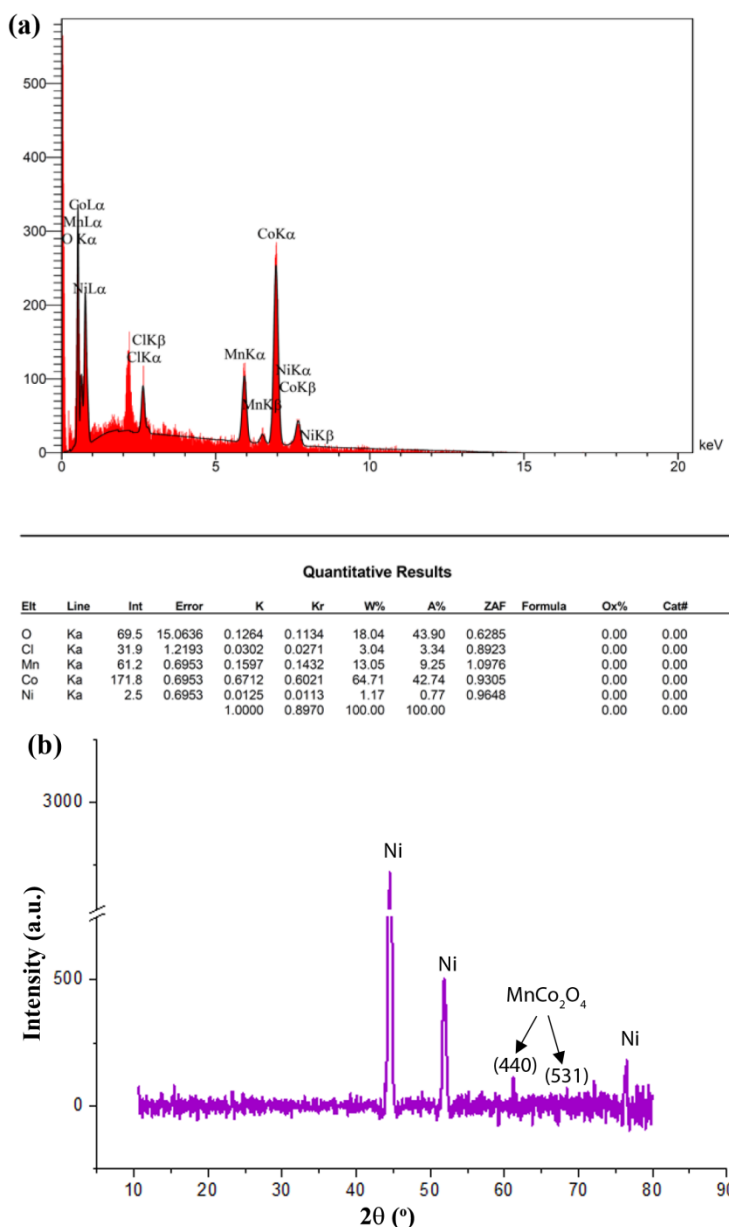 (a)
500
400
300
200
100
0
CoLα
MnLα
O Kα
NiLα
ClKβ
ClKα
MnKα
MnKβ
CoKα
NiKα
CoKβ
NiKβ
0 5 10 15 20
keV
Quantitative Results
Elt Line Int Error K Kr W% A% ZAF Formula Ox% Cat#
O Ka 69.5 15.0636 0.1264 0.1134 18.04 43.90 0.6285 0.00 0.00
Cl Ka 31.9 1.2193 0.0302 0.0271 3.04 3.34 0.8923 0.00 0.00
Mn Ka 61.2 0.6953 0.1597 0.1432 13.05 9.25 1.0976 0.00 0.00
Co Ka 171.8 0.6953 0.6712 0.6021 64.71 42.74 0.9305 0.00 0.00
Ni Ka 2.5 0.6953 0.0125 0.0113 1.17 0.77 0.9648 0.00 0.00
1.0000 0.8970 100.00 100.00 0.00 0.00
(b)
3000
500
0
Intensity (a.u.)
Ni
Ni
MnCo₂O₄
(440)
(531)
Ni
10 20 30 40 50 60 70 80 90
2θ (º)